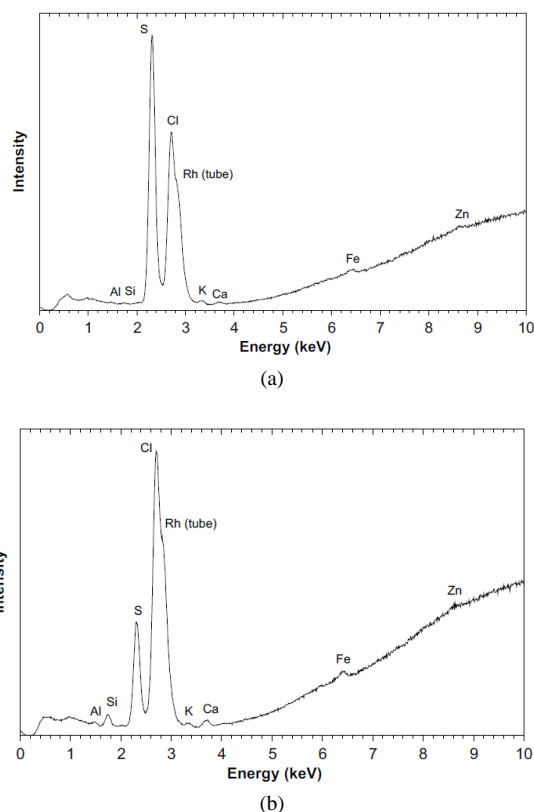 S
Cl
Rh (tube)
Al Si
K
Ca
Fe
Zn
Intensity
0 1 2 3 4 5 6 7 8 9 10
Energy (keV)
(a)
Cl
Rh (tube)
S
Al
Si
K
Ca
Fe
Zn
Intensity
0 1 2 3 4 5 6 7 8 9 10
Energy (keV)
(b)